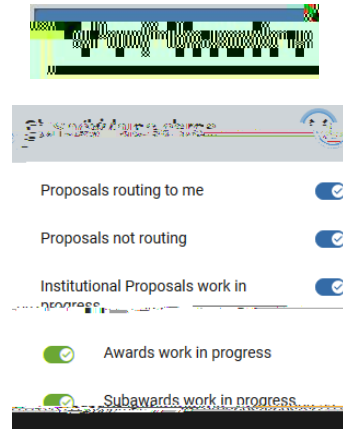 Proposals routing to me
Proposals not routing
Institutional Proposals work in
progress
Awards work in progress
Subawards work in progress